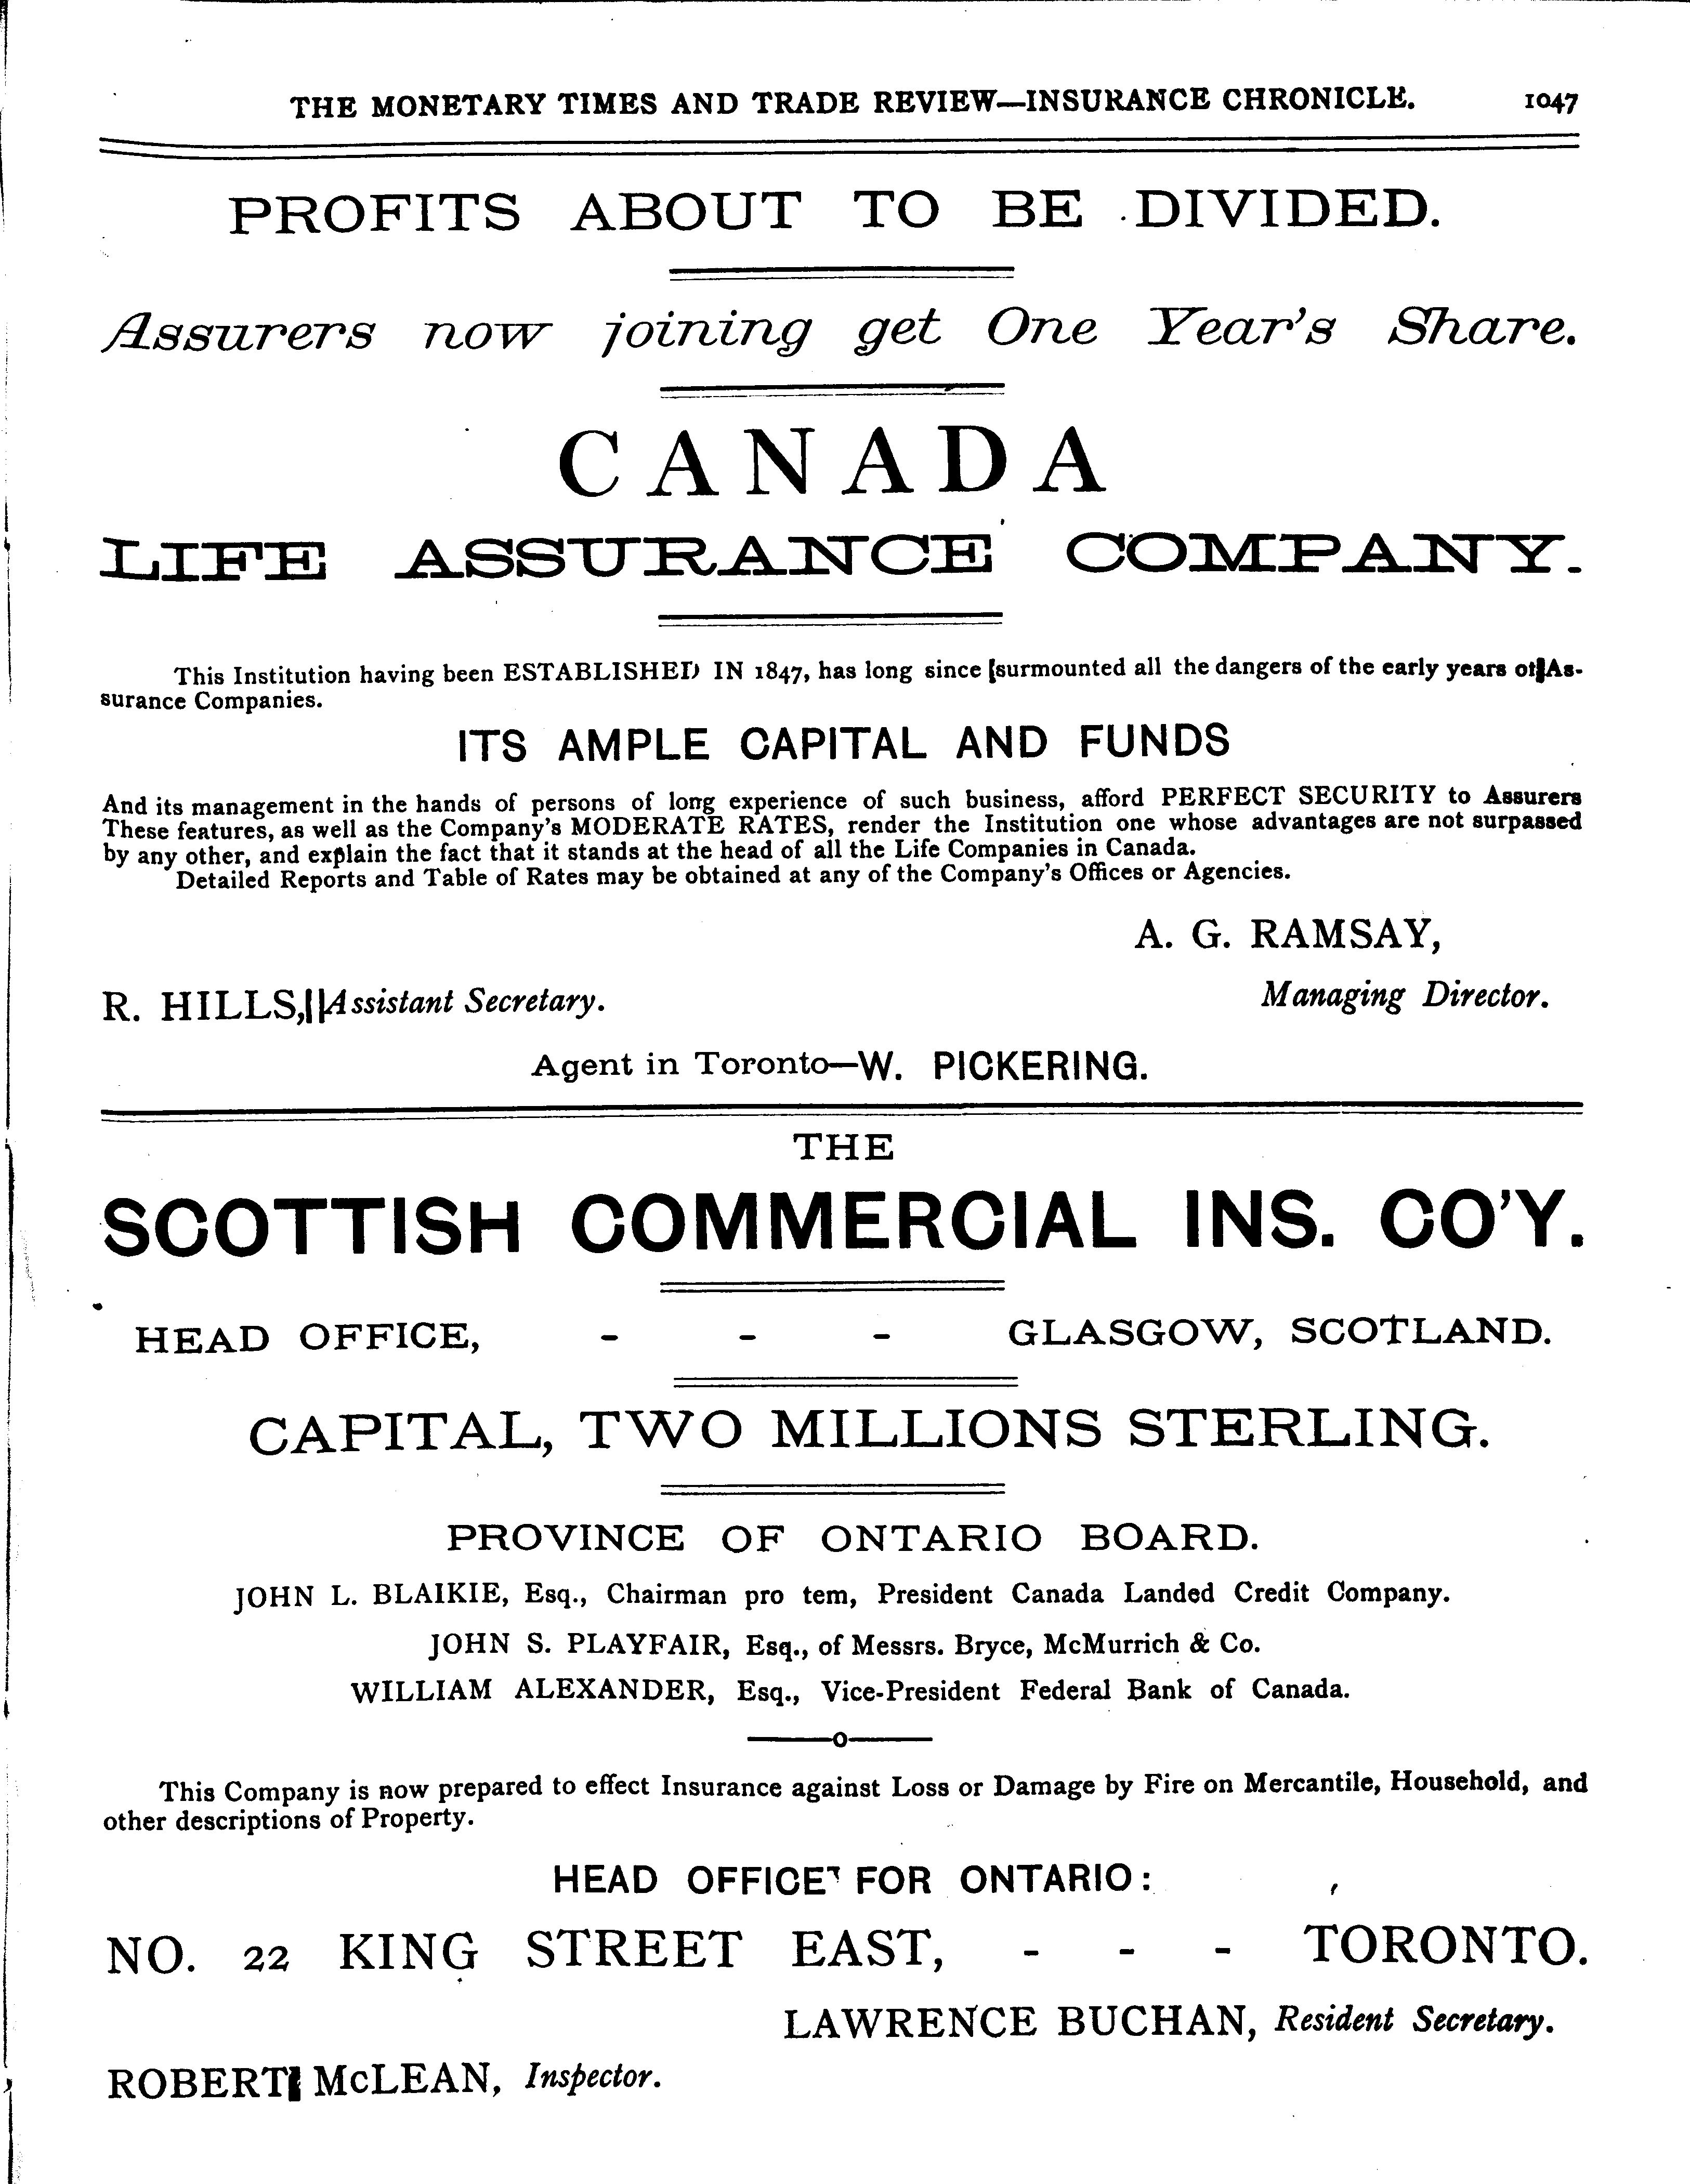 THE MONETARY TIMES AND TRADE REVIEW—INSURANCE CHRONICLE. 1047
PROFITS ABOUT TO BE DIVIDED.
Assurers now joining get One Year's Share.
CANADA
LIFE ASSURANCE COMPANY.
This Institution having been ESTABLISHED IN 1847, has long since surmounted all the dangers of the early years of As-
surance Companies.
ITS AMPLE CAPITAL AND FUNDS
And its management in the hands of persons of long experience of such business, afford PERFECT SECURITY to Assurers
These features, as well as the Company's MODERATE RATES, render the Institution one whose advantages are not surpassed
by any other, and explain the fact that it stands at the head of all the Life Companies in Canada.
Detailed Reports and Table of Rates may be obtained at any of the Company's Offices or Agencies.
A. G. RAMSAY,
Managing Director.
R. HILLS, Assistant Secretary.
Agent in Toronto—W. PICKERING.
THE
SCOTTISH COMMERCIAL INS. CO'Y.
HEAD OFFICE, - - - GLASGOW, SCOTLAND.
CAPITAL, TWO MILLIONS STERLING.
PROVINCE OF ONTARIO BOARD.
JOHN L. BLAIKIE, Esq., Chairman pro tem, President Canada Landed Credit Company.
JOHN S. PLAYFAIR, Esq., of Messrs. Bryce, McMurrich & Co.
WILLIAM ALEXANDER, Esq., Vice-President Federal Bank of Canada.
This Company is now prepared to effect Insurance against Loss or Damage by Fire on Mercantile, Household, and
other descriptions of Property.
HEAD OFFICE FOR ONTARIO:
NO. 22 KING STREET EAST, - - - TORONTO.
LAWRENCE BUCHAN, Resident Secretary.
ROBERT McLEAN, Inspector.